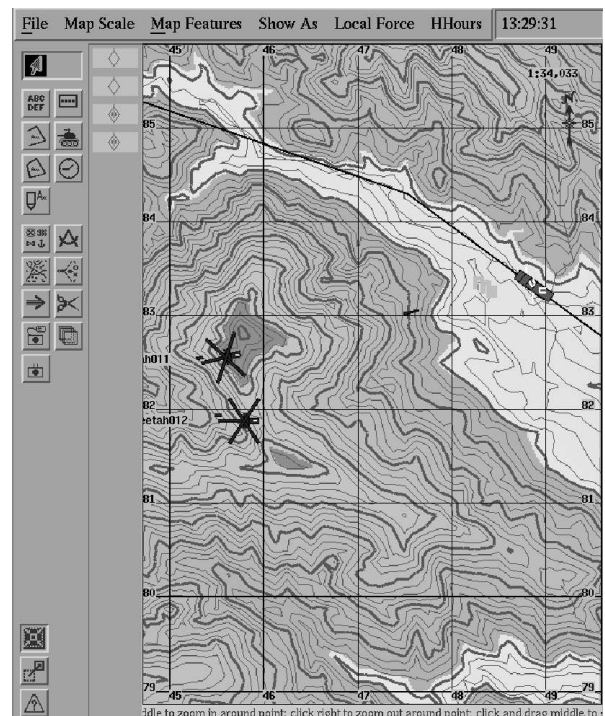 File Map Scale Map Features Show As Local Force HHours 13:29:31
45 46 47 48 49
1:34,033
N
ABC
DEF
85 85
A
84 84
83 83
ah011
82 82
eetah012
81 81
80 80
79 79
45 46 47 48 49
ddle to zoom in around point; click right to zoom out around point; click and drag middle to